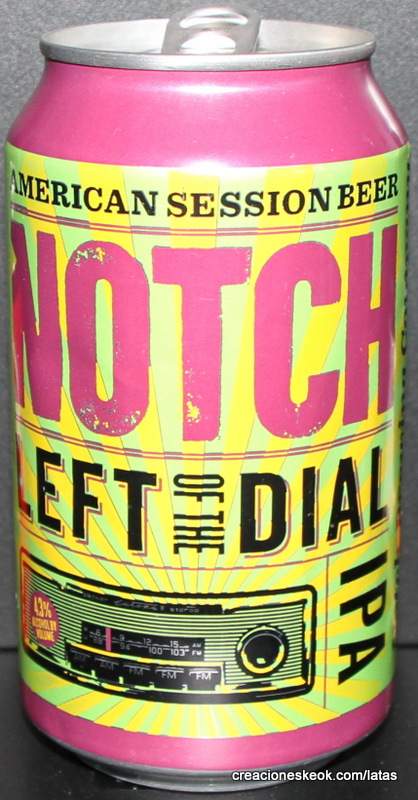 AMERICAN SESSION BEER
NOTCH
LEFT OF THE DIAL
IPA
4.3%
ALCOHOL BY
VOLUME
AM FM FM FM
creacioneskeok.com/latas